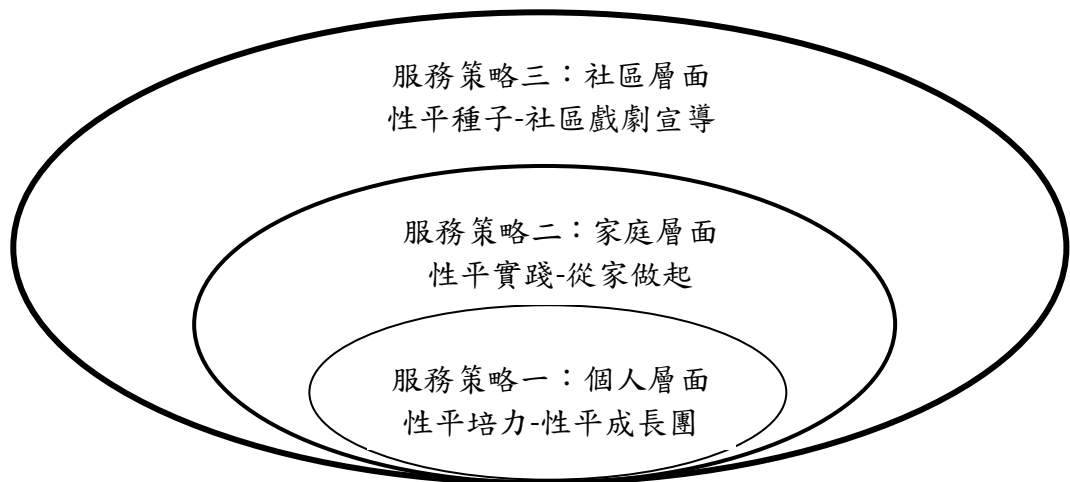 服務策略三：社區層面
性平種子-社區戲劇宣導
服務策略二：家庭層面
性平實踐-從家做起
服務策略一：個人層面
性平培力-性平成長團